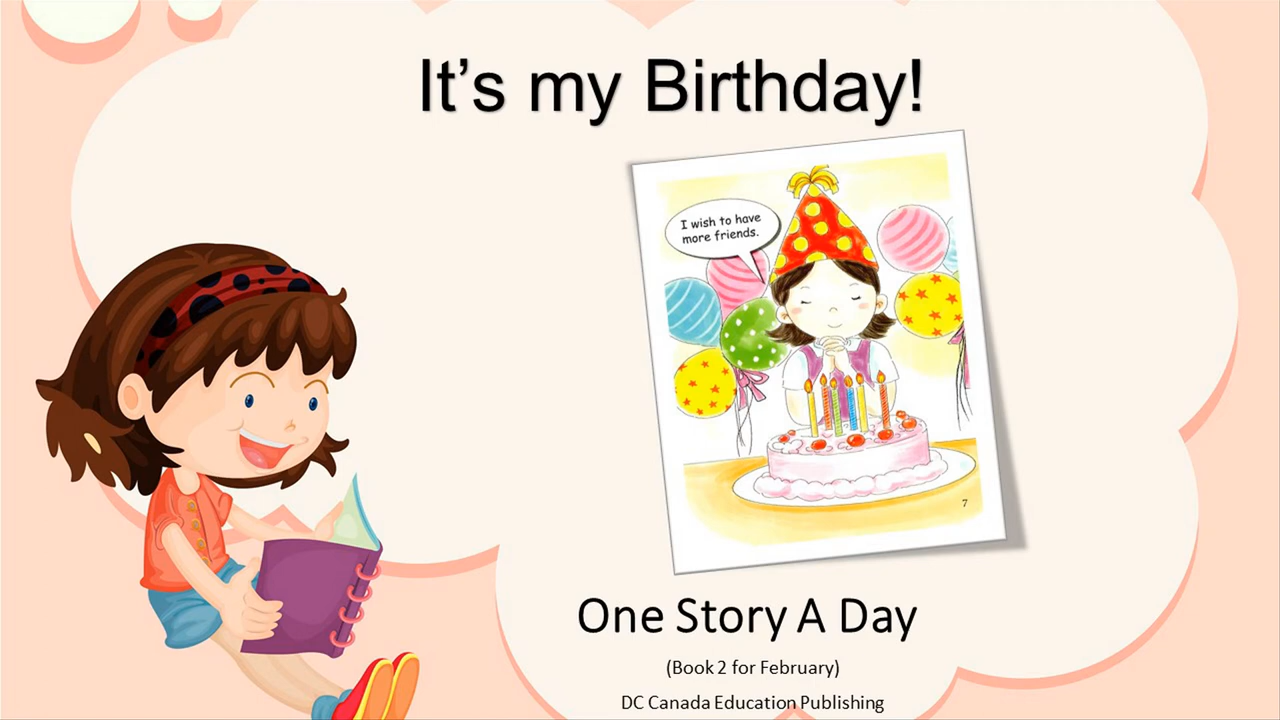 It’s my Birthday!
I wish to have
more friends.
7
One Story A Day
(Book 2 for February)
DC Canada Education Publishing